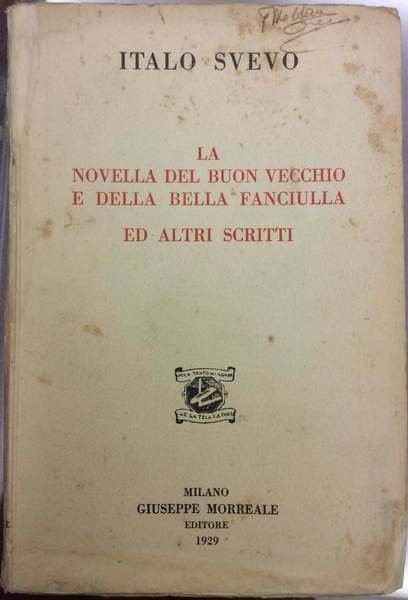 ITALO SVEVO
LA
NOVELLA DEL BUON VECCHIO
E DELLA BELLA FANCIULLA
ED ALTRI SCRITTI
MILANO
GIUSEPPE MORREALE
EDITORE
1929